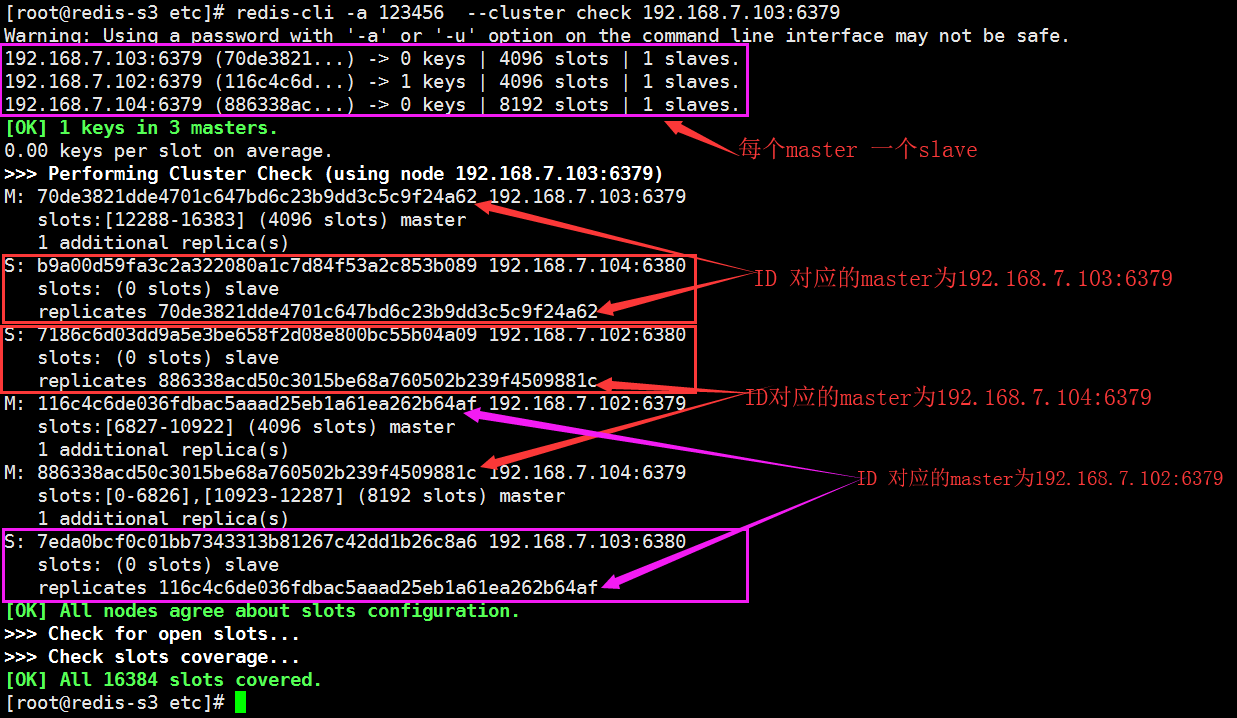 [root@redis-s3 etc]# redis-cli -a 123456  --cluster check 192.168.7.103:6379
Warning: Using a password with '-a' or '-u' option on the command line interface may not be safe.
192.168.7.103:6379 (70de3821...) -> 0 keys | 4096 slots | 1 slaves.
192.168.7.102:6379 (116c4c6d...) -> 1 keys | 4096 slots | 1 slaves.
192.168.7.104:6379 (886338ac...) -> 0 keys | 8192 slots | 1 slaves.
[OK] 1 keys in 3 masters.
每个master 一个slave
0.00 keys per slot on average.
>>> Performing Cluster Check (using node 192.168.7.103:6379)
M: 70de3821dde4701c647bd6c23b9dd3c5c9f24a62 192.168.7.103:6379
   slots:[12288-16383] (4096 slots) master
   1 additional replica(s)
S: b9a00d59fa3c2a322080a1c7d84f53a2c853b089 192.168.7.104:6380
ID 对应的master为192.168.7.103:6379
   slots: (0 slots) slave
   replicates 70de3821dde4701c647bd6c23b9dd3c5c9f24a62
S: 7186c6d03dd9a5e3be658f2d08e800bc55b04a09 192.168.7.102:6380
   slots: (0 slots) slave
   replicates 886338acd50c3015be68a760502b239f4509881c
ID对应的master为192.168.7.104:6379
M: 116c4c6de036fdbac5aaad25eb1a61ea262b64af 192.168.7.102:6379
   slots:[6827-10922] (4096 slots) master
   1 additional replica(s)
M: 886338acd50c3015be68a760502b239f4509881c 192.168.7.104:6379
ID 对应的master为192.168.7.102:6379
   slots:[0-6826],[10923-12287] (8192 slots) master
   1 additional replica(s)
S: 7eda0bcf0c01bb7343313b81267c42dd1b26c8a6 192.168.7.103:6380
   slots: (0 slots) slave
   replicates 116c4c6de036fdbac5aaad25eb1a61ea262b64af
[OK] All nodes agree about slots configuration.
>>> Check for open slots...
>>> Check slots coverage...
[OK] All 16384 slots covered.
[root@redis-s3 etc]#